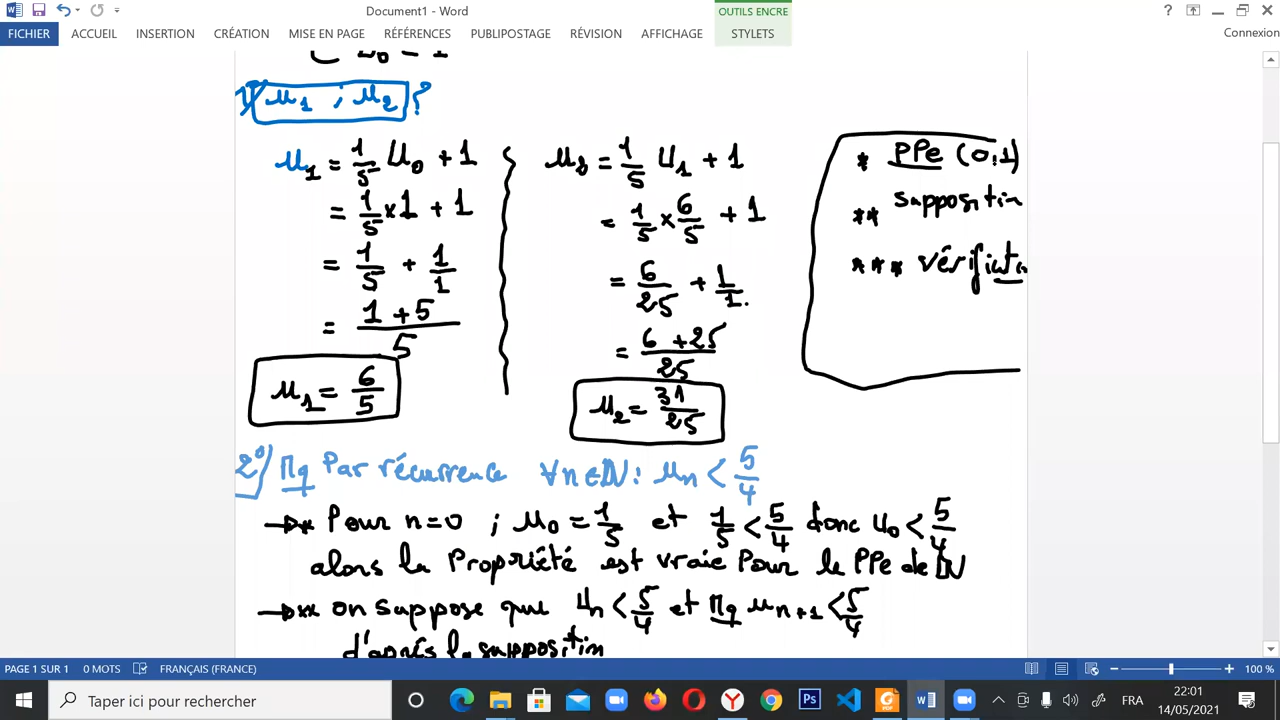 Document1 - Word
OUTILS ENCRE
?
FICHIER ACCUEIL INSERTION CRÉATION MISE EN PAGE RÉFÉRENCES PUBLIPOSTAGE RÉVISION AFFICHAGE STYLETS Connexion
1) u₁ ; u₂ ?
u₁ = 1/5 u₀ + 1
= 1/5 × 1 + 1
= 1/5 + 1/1
= (1 + 5)/5
u₁ = 6/5
u₂ = 1/5 u₁ + 1
= 1/5 × 6/5 + 1
= 6/25 + 1/1
= (6 + 25)/25
u₂ = 31/25
* PPe (0,1)
** suppositin
*** vérificatin
2°) Mq Par récurrence ∀n∈ℕ : uₙ < 5/4
→* Pour n=0 ; u₀ = 1/5 et 1/5 < 5/4 donc u₀ < 5/4
alors la Propriété est vraie Pour le PPe de ℕ
→** on suppose que uₙ < 5/4 et Mq uₙ₊₁ < 5/4
d'après la suppositin
PAGE 1 SUR 1 0 MOTS FRANÇAIS (FRANCE) 100 %
Taper ici pour rechercher
Ps
PDF
FRA
22:01
14/05/2021